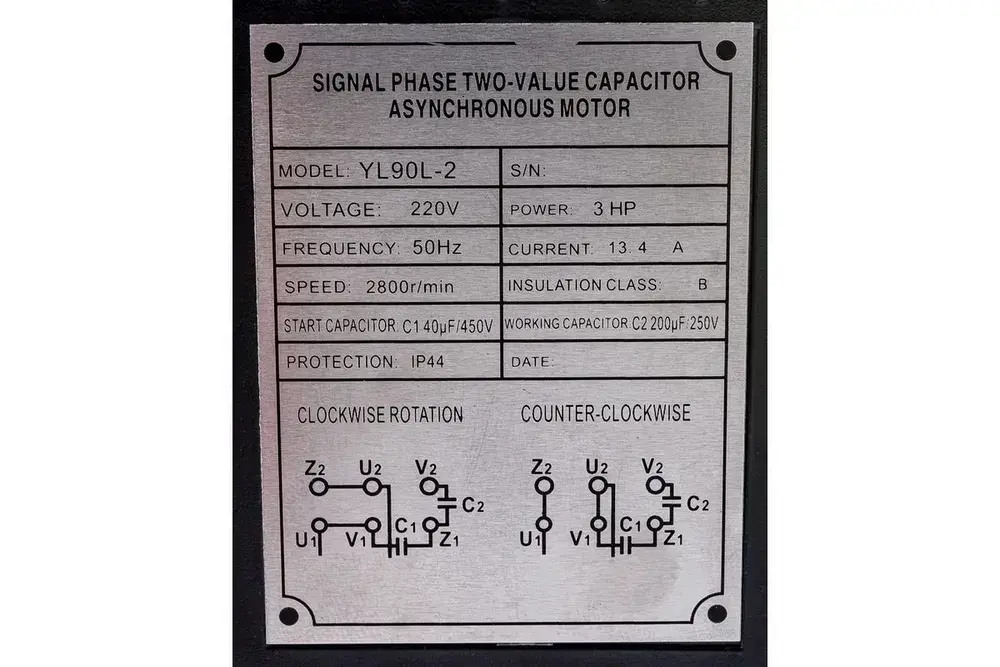 SIGNAL PHASE TWO-VALUE CAPACITOR
ASYNCHRONOUS MOTOR
MODEL: YL90L-2
S/N:
VOLTAGE: 220V
POWER: 3 HP
FREQUENCY: 50Hz
CURRENT: 13.4 A
SPEED: 2800r/min
INSULATION CLASS: B
START CAPACITOR: C1 40μF/450V
WORKING CAPACITOR: C2 200μF/250V
PROTECTION: IP44
DATE:
CLOCKWISE ROTATION
COUNTER-CLOCKWISE
Z2 U2 V2
C2
C1
U1 V1 Z1
Z2 U2 V2
C2
C1
U1 V1 Z1